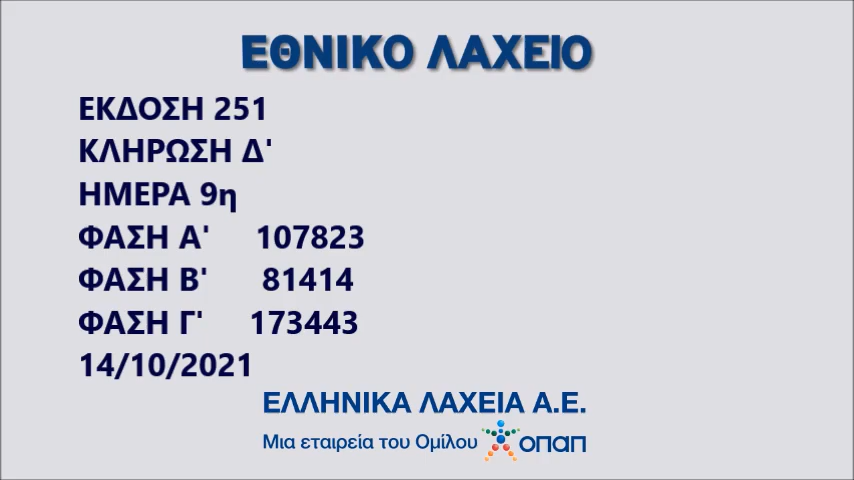 ΕΘΝΙΚΟ ΛΑΧΕΙΟ
ΕΚΔΟΣΗ 251
ΚΛΗΡΩΣΗ Δ'
ΗΜΕΡΑ 9η
ΦΑΣΗ Α' 107823
ΦΑΣΗ Β' 81414
ΦΑΣΗ Γ' 173443
14/10/2021
ΕΛΛΗΝΙΚΑ ΛΑΧΕΙΑ Α.Ε.
Μια εταιρεία του Ομίλου οπαπ